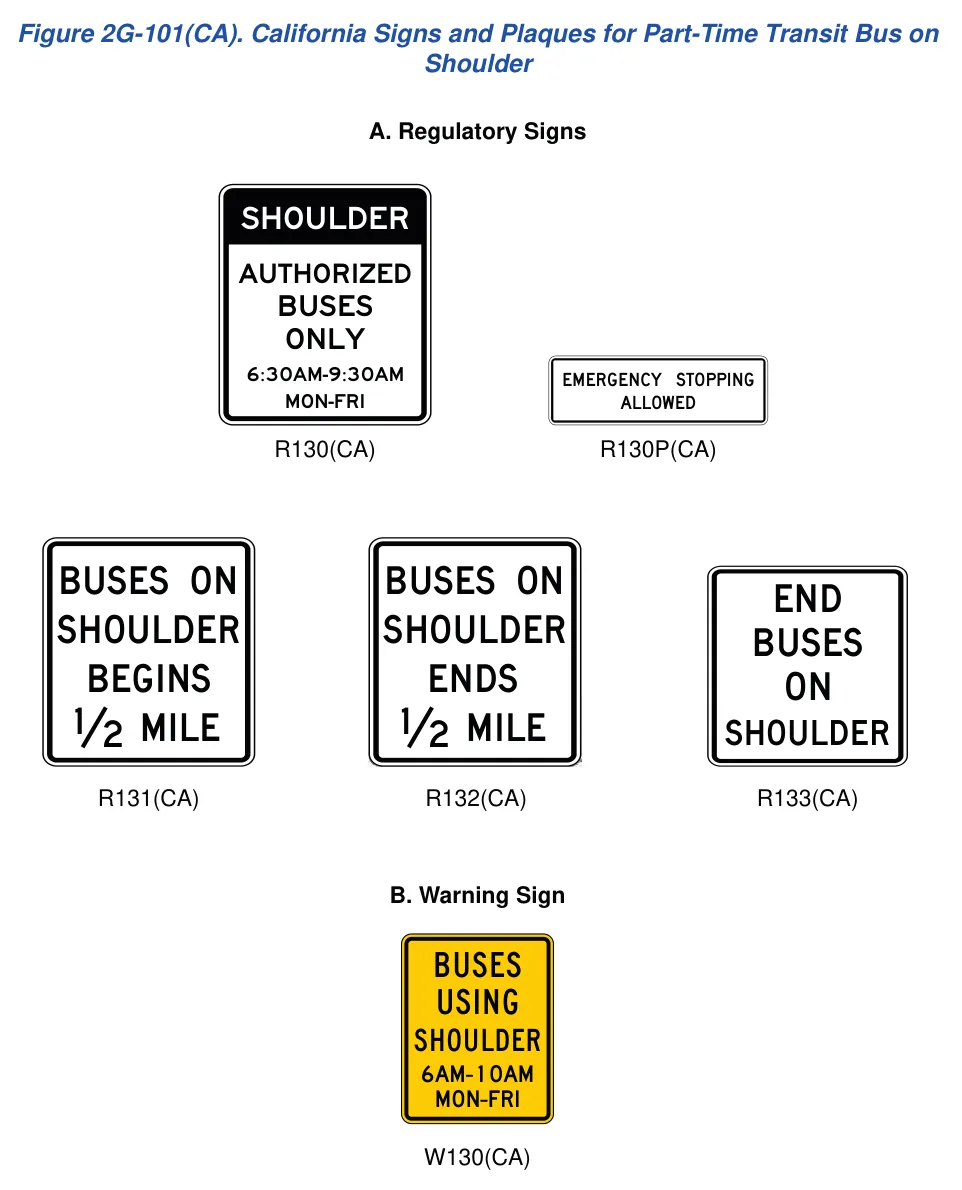 Figure 2G-101(CA). California Signs and Plaques for Part-Time Transit Bus on
Shoulder
A. Regulatory Signs
SHOULDER
AUTHORIZED
BUSES
ONLY
6:30AM-9:30AM
MON-FRI
R130(CA)
EMERGENCY STOPPING
ALLOWED
R130P(CA)
BUSES ON
SHOULDER
BEGINS
1/2 MILE
R131(CA)
BUSES ON
SHOULDER
ENDS
1/2 MILE
R132(CA)
END
BUSES
ON
SHOULDER
R133(CA)
B. Warning Sign
BUSES
USING
SHOULDER
6AM-10AM
MON-FRI
W130(CA)